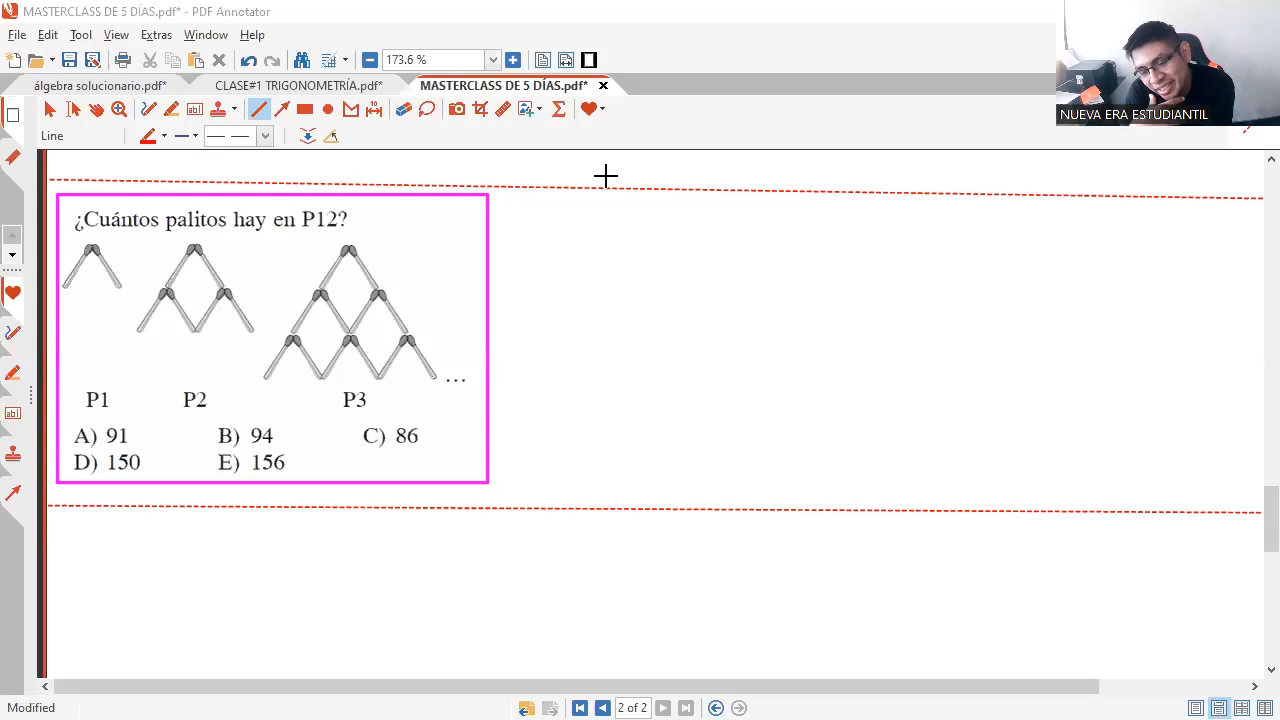 MASTERCLASS DE 5 DÍAS.pdf* - PDF Annotator
File Edit Tool View Extras Window Help
173.6 %
álgebra solucionario.pdf* CLASE#1 TRIGONOMETRÍA.pdf MASTERCLASS DE 5 DÍAS.pdf*
Line
NUEVA ERA ESTUDIANTIL
¿Cuántos palitos hay en P12?
...
P1 P2 P3
A) 91 B) 94 C) 86
D) 150 E) 156
Modified 2 of 2